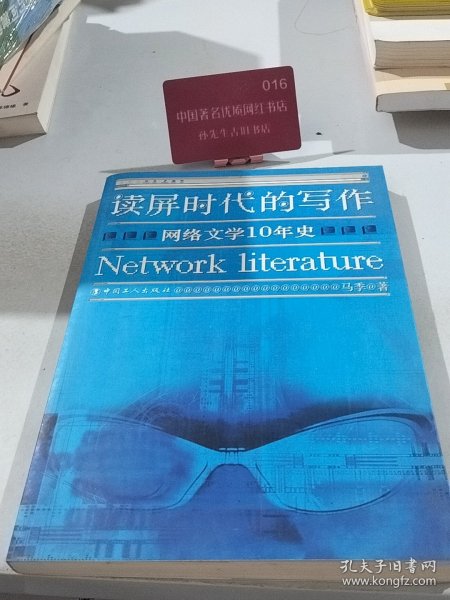 016
中国著名优质网红书店
孙先生古旧书店
读屏时代的写作
网络文学10年史
Network literature
中国工人出版社@@@@@@@@@@@@@@@@@马季@著
孔夫子旧书网
www.kongfz.com